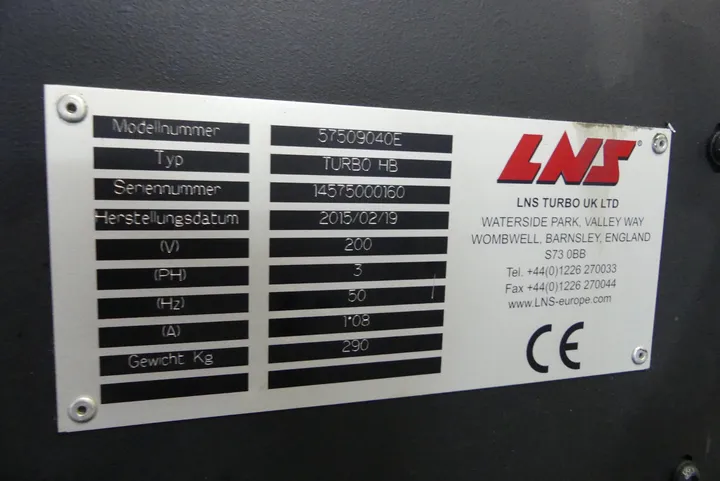 Modellnummer 57509040E
Typ TURBO HB
Seriennummer 14575000160
Herstellungsdatum 2015/02/19
(V) 200
(PH) 3
(Hz) 50
(A) 1·08
Gewicht Kg 290
LNS®
LNS TURBO UK LTD
WATERSIDE PARK, VALLEY WAY
WOMBWELL, BARNSLEY, ENGLAND
S73 0BB
Tel. +44(0)1226 270033
Fax +44(0)1226 270044
www.LNS-europe.com
CE